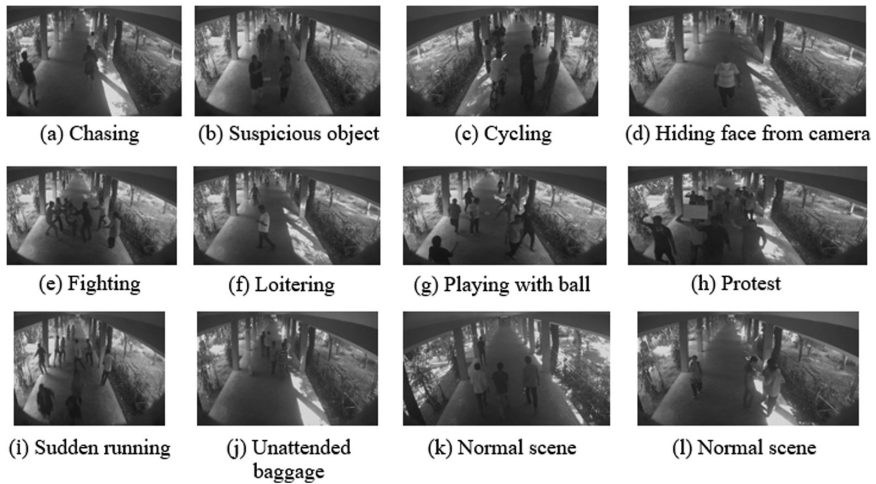 (a) Chasing
(b) Suspicious object
(c) Cycling
(d) Hiding face from camera
(e) Fighting
(f) Loitering
(g) Playing with ball
(h) Protest
(i) Sudden running
(j) Unattended
baggage
(k) Normal scene
(l) Normal scene